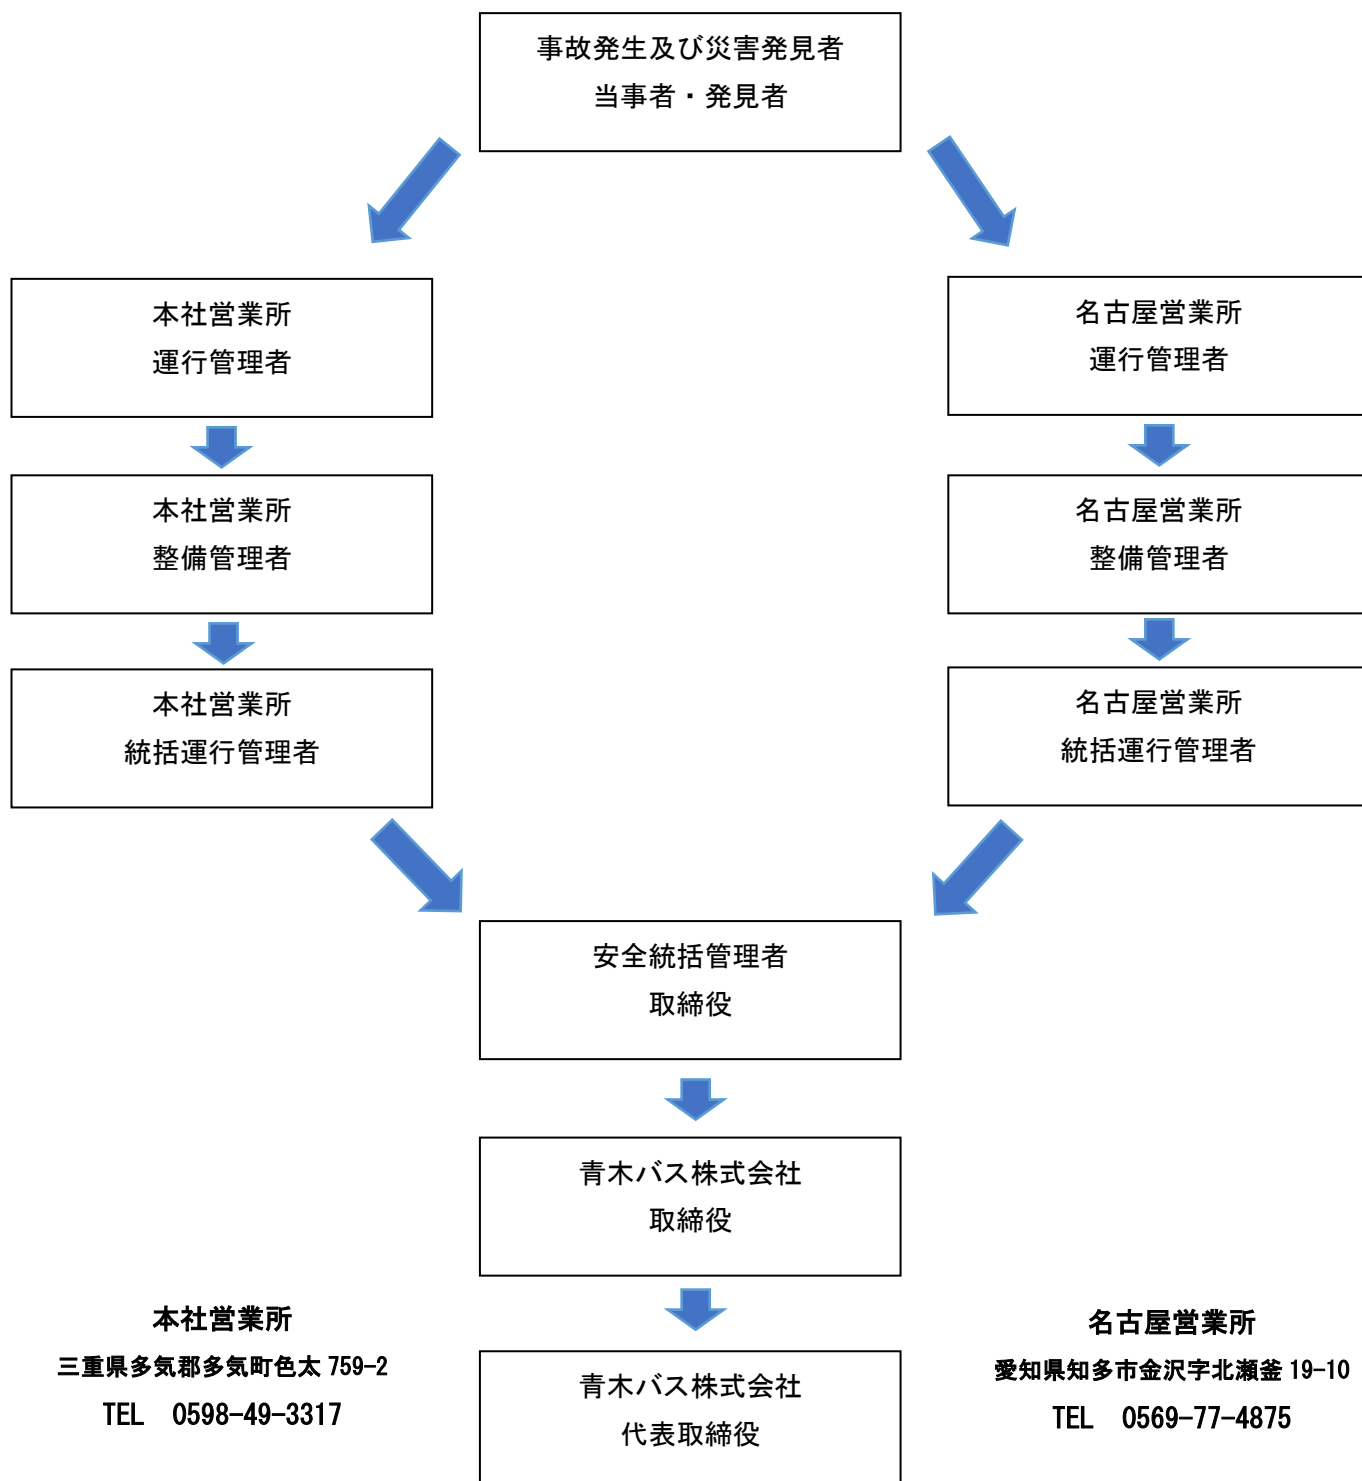 事故発生及び災害発見者
当事者・発見者
本社営業所
運行管理者
名古屋営業所
運行管理者
本社営業所
整備管理者
名古屋営業所
整備管理者
本社営業所
統括運行管理者
名古屋営業所
統括運行管理者
安全統括管理者
取締役
青木バス株式会社
取締役
本社営業所
三重県多気郡多気町色太 759-2
TEL　0598-49-3317
名古屋営業所
愛知県知多市金沢字北瀬釜 19-10
TEL　0569-77-4875
青木バス株式会社
代表取締役